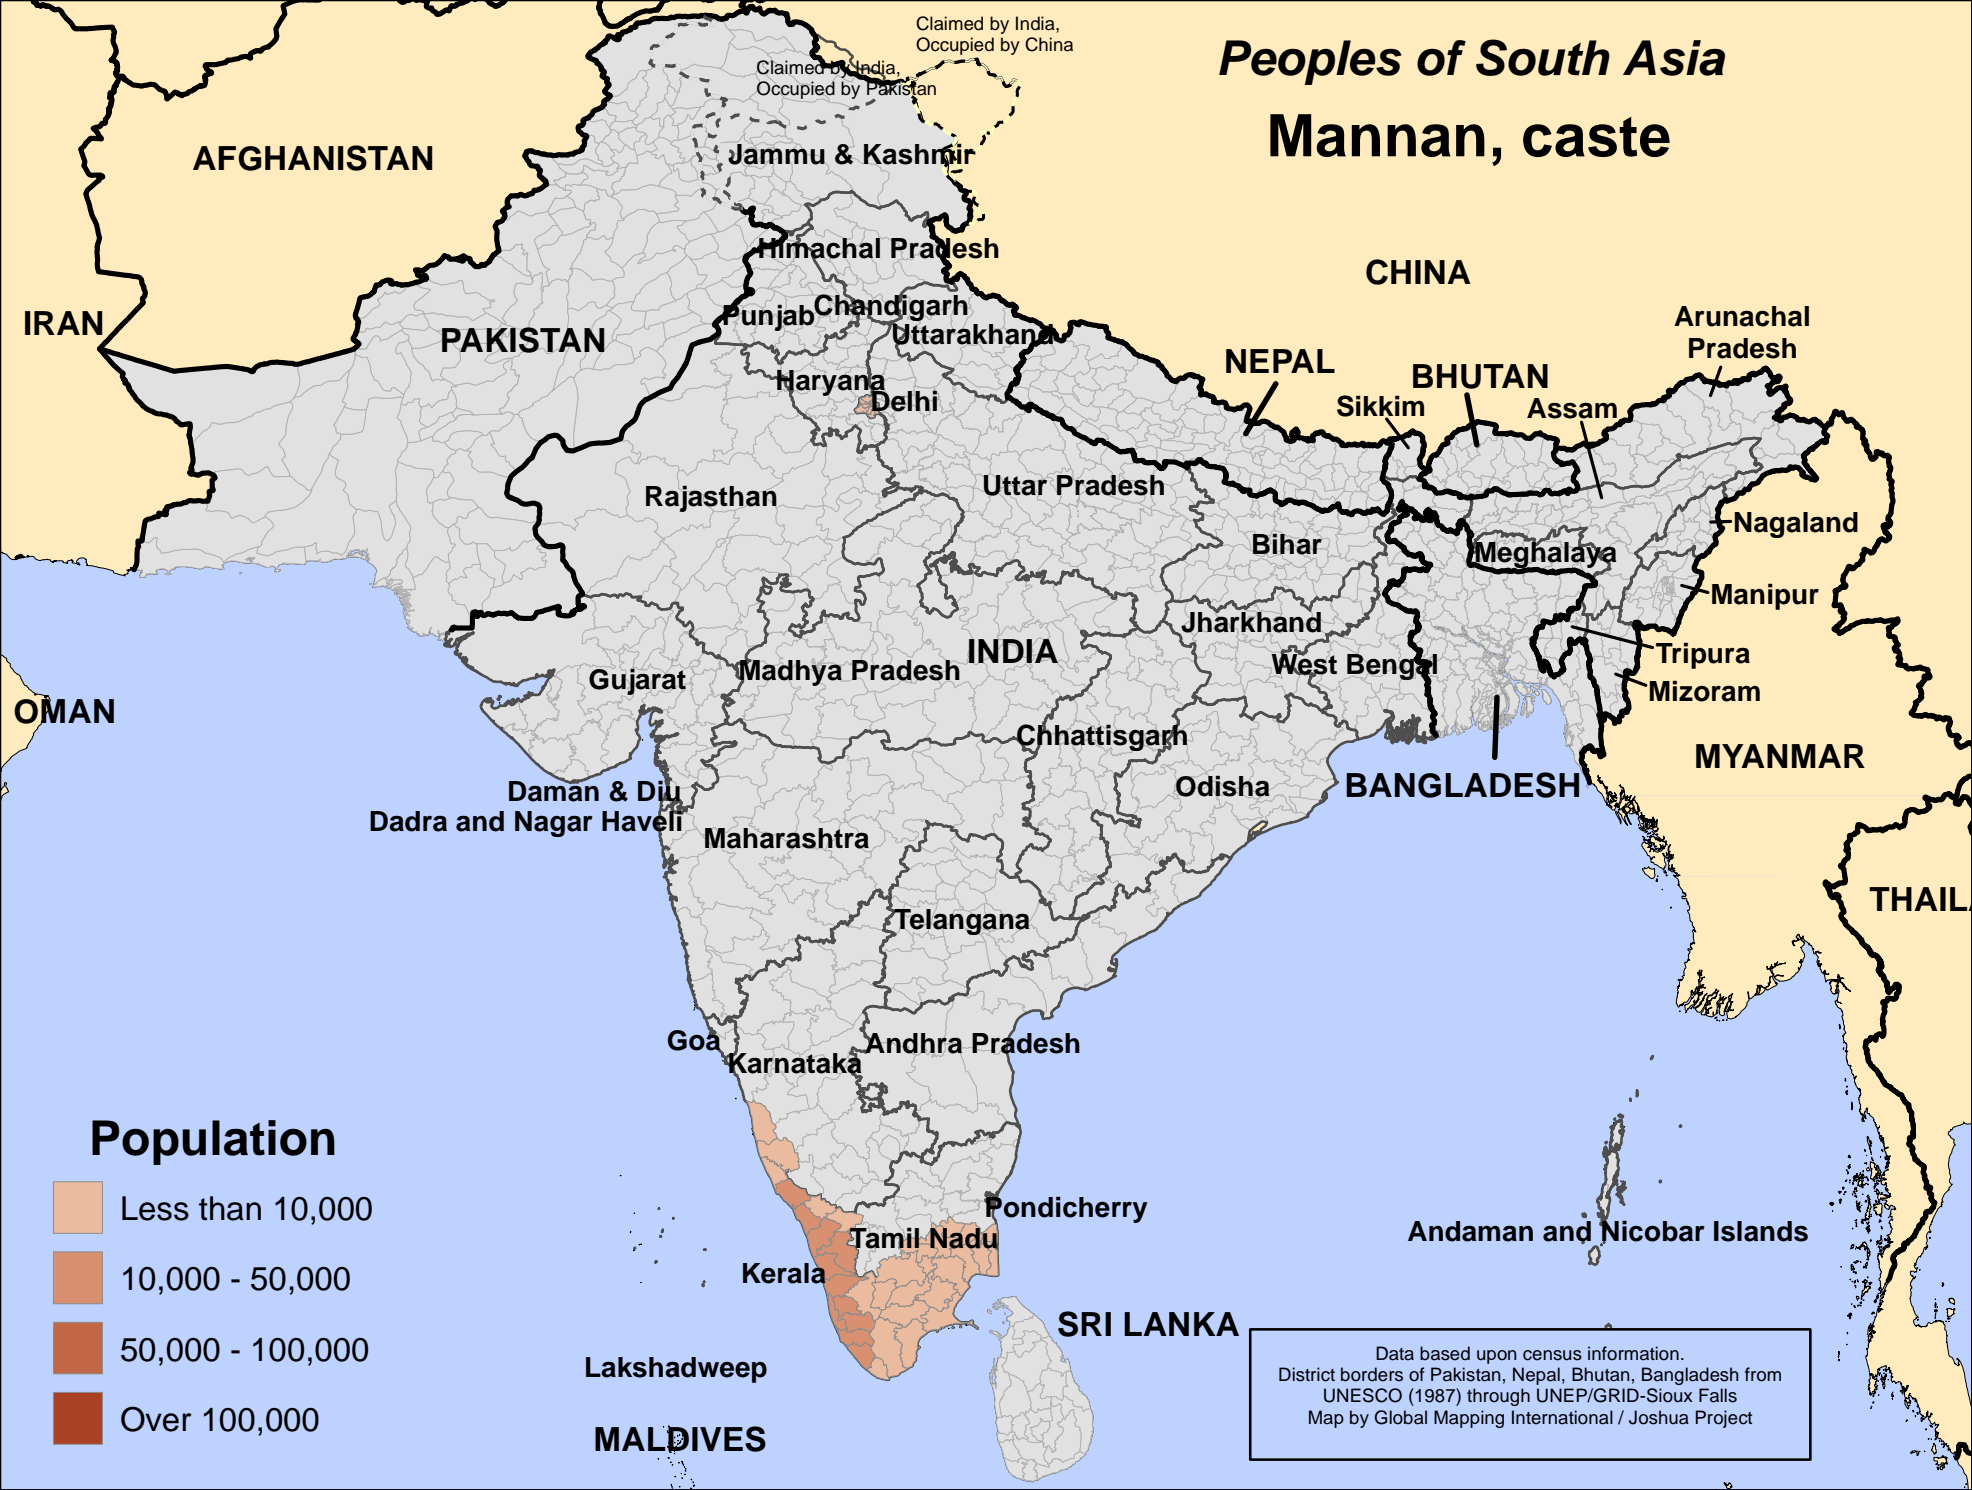 Claimed by India,
Occupied by China
Peoples of South Asia
Mannan, caste
Claimed by India,
Occupied by Pakistan
AFGHANISTAN
Jammu & Kashmir
Himachal Pradesh
CHINA
IRAN
PAKISTAN
Punjab
Chandigarh
Uttarakhand
Arunachal
Pradesh
NEPAL
BHUTAN
Haryana
Delhi
Sikkim
Assam
Rajasthan
Uttar Pradesh
Nagaland
Bihar
Meghalaya
Manipur
Jharkhand
INDIA
Tripura
West Bengal
Madhya Pradesh
Gujarat
Mizoram
OMAN
Chhattisgarh
MYANMAR
Odisha
BANGLADESH
Daman & Diu
Dadra and Nagar Haveli
Maharashtra
THAILA
Telangana
Goa
Karnataka
Andhra Pradesh
Population
Less than 10,000
10,000 - 50,000
50,000 - 100,000
Over 100,000
Pondicherry
Tamil Nadu
Andaman and Nicobar Islands
Kerala
SRI LANKA
Lakshadweep
MALDIVES
Data based upon census information.
District borders of Pakistan, Nepal, Bhutan, Bangladesh from
UNESCO (1987) through UNEP/GRID-Sioux Falls
Map by Global Mapping International / Joshua Project